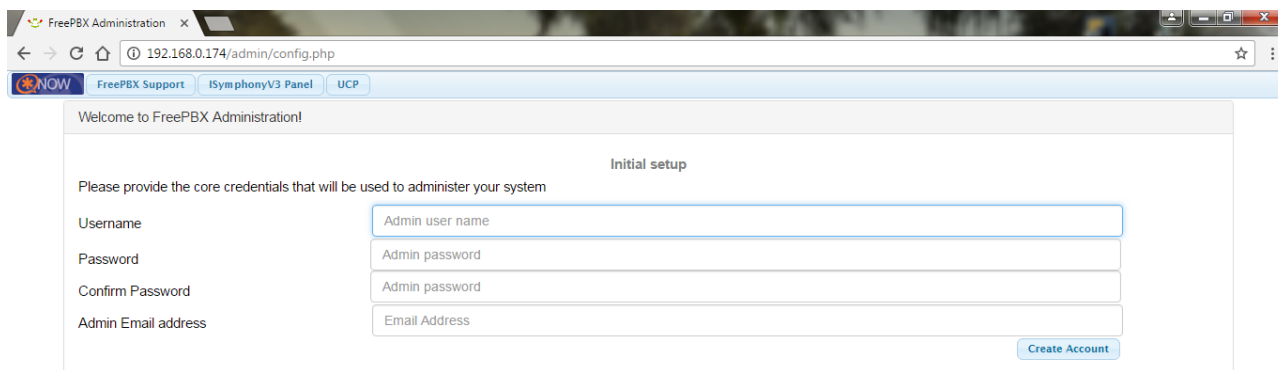 FreePBX Administration
192.168.0.174/admin/config.php
NOW FreePBX Support ISymphonyV3 Panel UCP
Welcome to FreePBX Administration!
Initial setup
Please provide the core credentials that will be used to administer your system
Username Admin user name
Password Admin password
Confirm Password Admin password
Admin Email address Email Address
Create Account